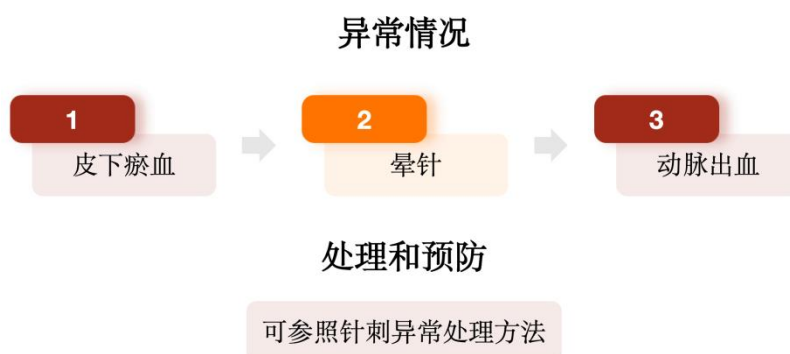 异常情况
1
皮下瘀血
2
晕针
3
动脉出血
处理和预防
可参照针刺异常处理方法